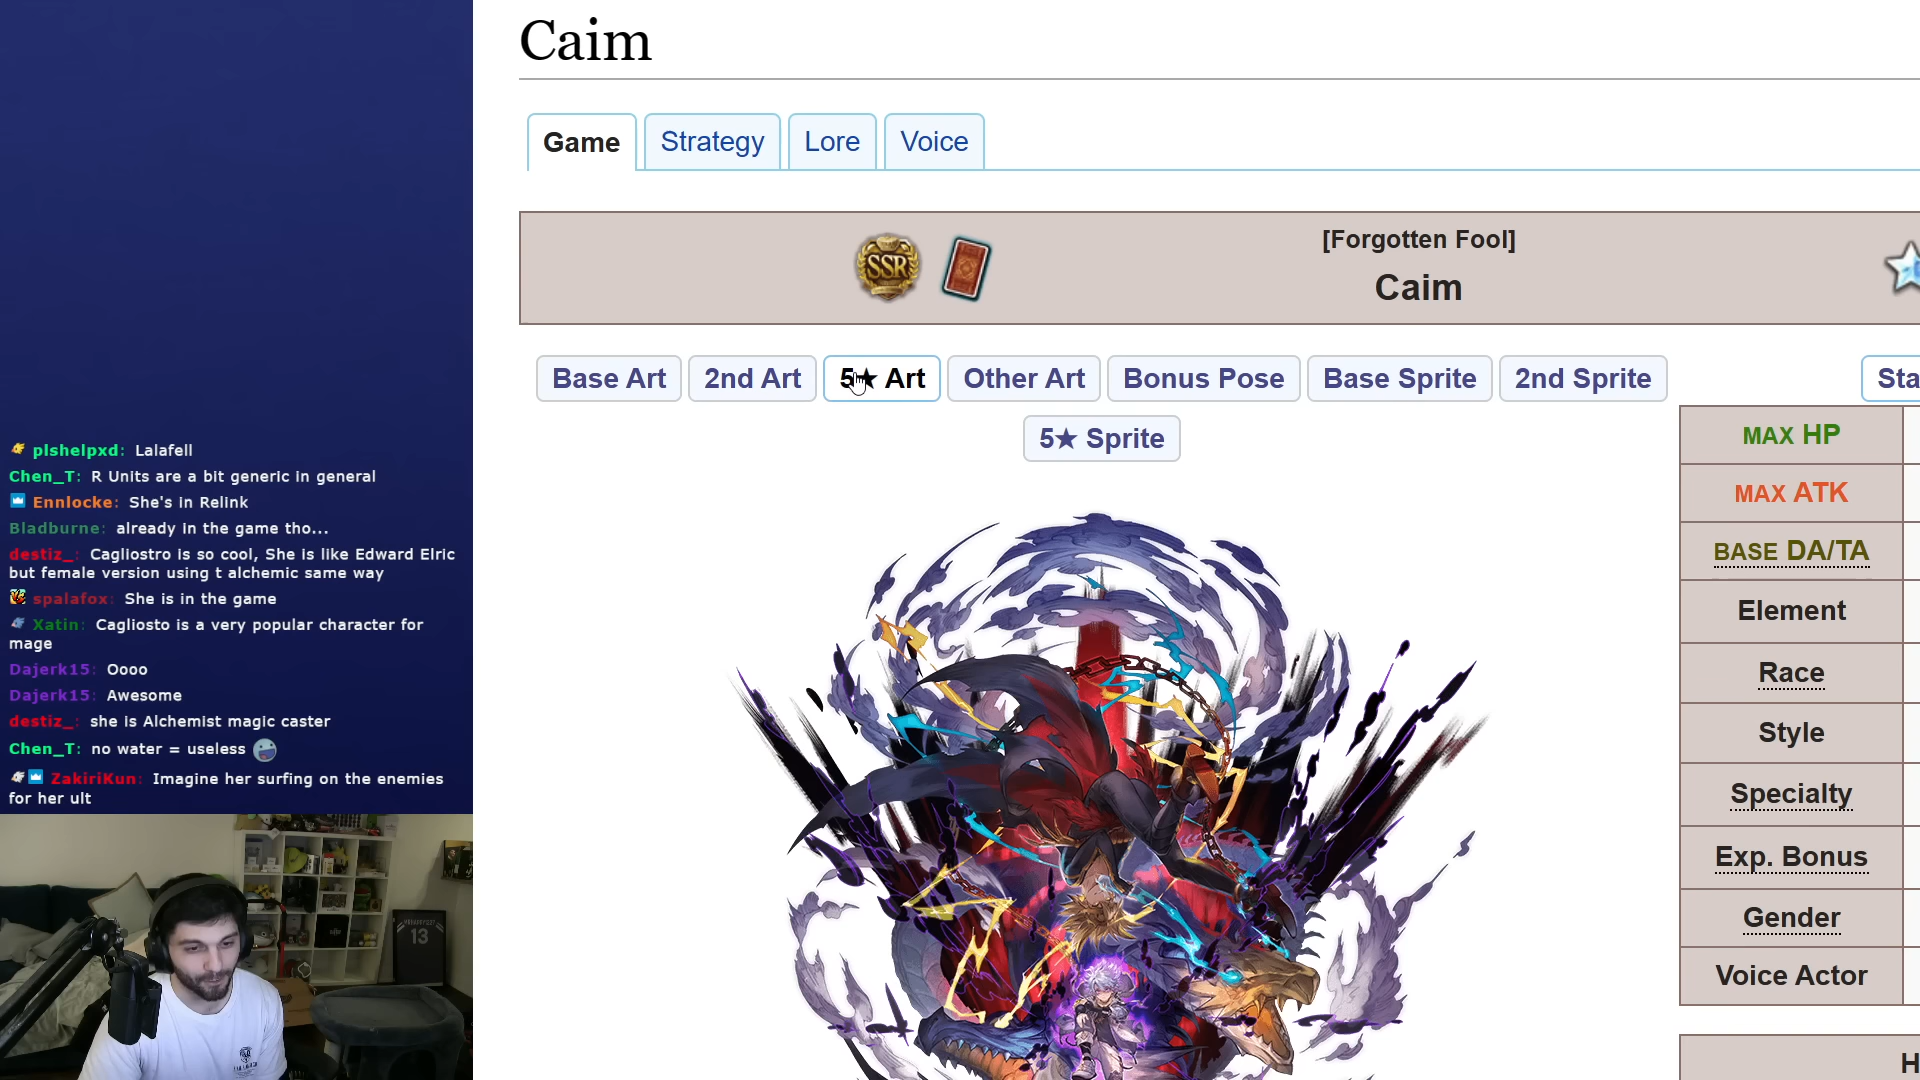 Caim
Game
Strategy
Lore
Voice
SSR
[Forgotten Fool]
Caim
Base Art
2nd Art
5★ Art
Other Art
Bonus Pose
Base Sprite
2nd Sprite
5★ Sprite
Sta
MAX HP
MAX ATK
BASE DA/TA
Element
Race
Style
Specialty
Exp. Bonus
Gender
Voice Actor
H
plshelpxd: Lalafell
Chen_T: R Units are a bit generic in general
Ennlocke: She's in Relink
Bladburne: already in the game tho...
destiz_: Cagliostro is so cool, She is like Edward Elric
but female version using t alchemic same way
spalafox: She is in the game
Xatin: Cagliosto is a very popular character for
mage
Dajerk15: Oooo
Dajerk15: Awesome
destiz_: she is Alchemist magic caster
Chen_T: no water = useless
ZakiriKun: Imagine her surfing on the enemies
for her ult
13